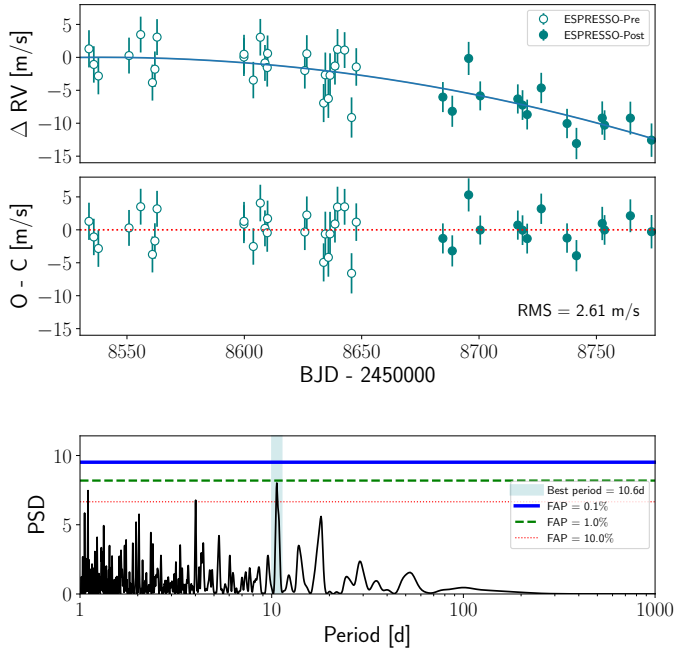 Δ RV [m/s]
5
0
−5
−10
−15
ESPRESSO-Pre
ESPRESSO-Post
O - C [m/s]
5
0
−5
−10
−15
RMS = 2.61 m/s
8550 8600 8650 8700 8750
BJD - 2450000
PSD
10
5
0
Best period = 10.6d
FAP = 0.1%
FAP = 1.0%
FAP = 10.0%
1 10 100 1000
Period [d]